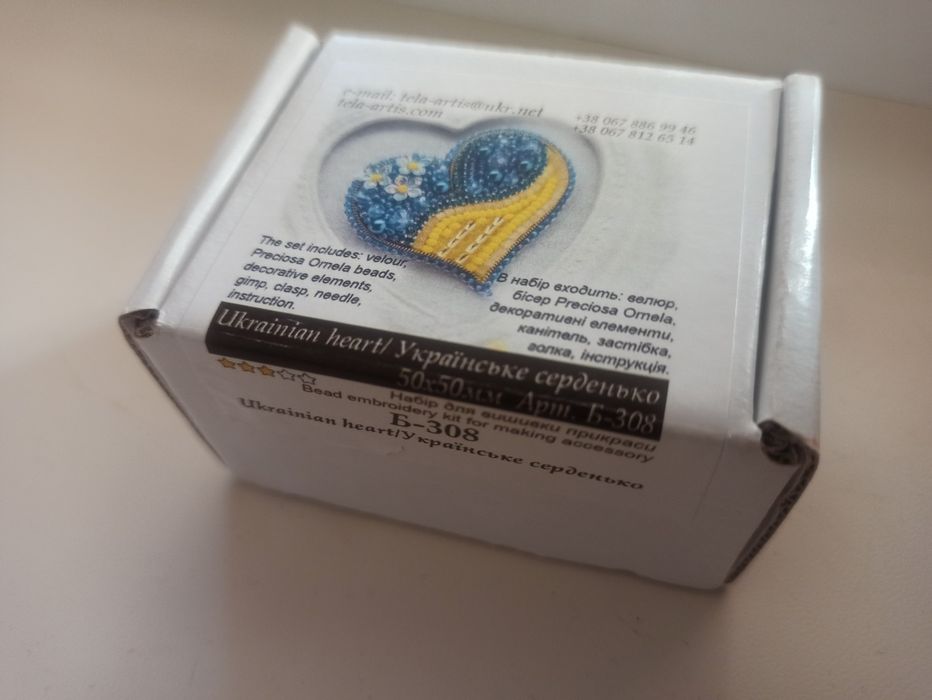 e-mail: tela-artis@ukr.net
tela-artis.com
+38 067 886 99 46
+38 067 812 65 14
The set includes: velour,
Preciosa Ornela beads,
decorative elements,
gimp, clasp, needle,
instruction.
В набір входить: велюр,
бісер Preciosa Ornela,
декоративні елементи,
канітель, застібка,
голка, інструкція.
Ukrainian heart/ Українське серденько
50х50мм Арт. Б-308
Набір для вишивки прикраси
Bead embroidery kit for making accessory
Б-308
Ukrainian heart/Українське серденько